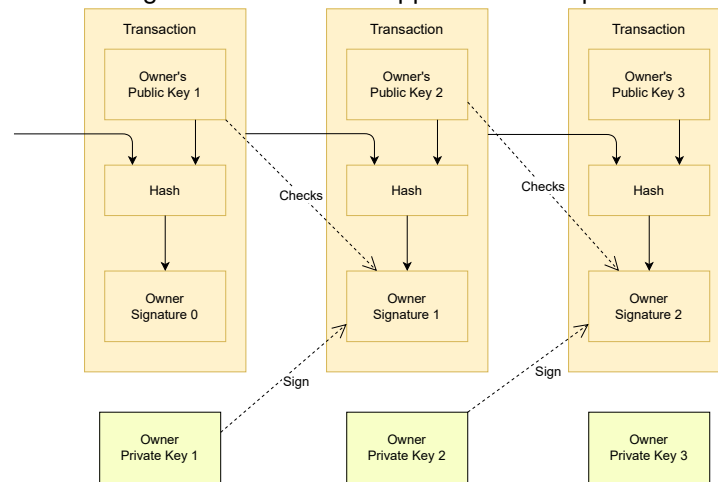 Transaction
Transaction
Transaction
Owner's
Public Key 1
Owner's
Public Key 2
Owner's
Public Key 3
Hash
Hash
Hash
Checks
Checks
Owner
Signature 0
Owner
Signature 1
Owner
Signature 2
Sign
Sign
Owner
Private Key 1
Owner
Private Key 2
Owner
Private Key 3